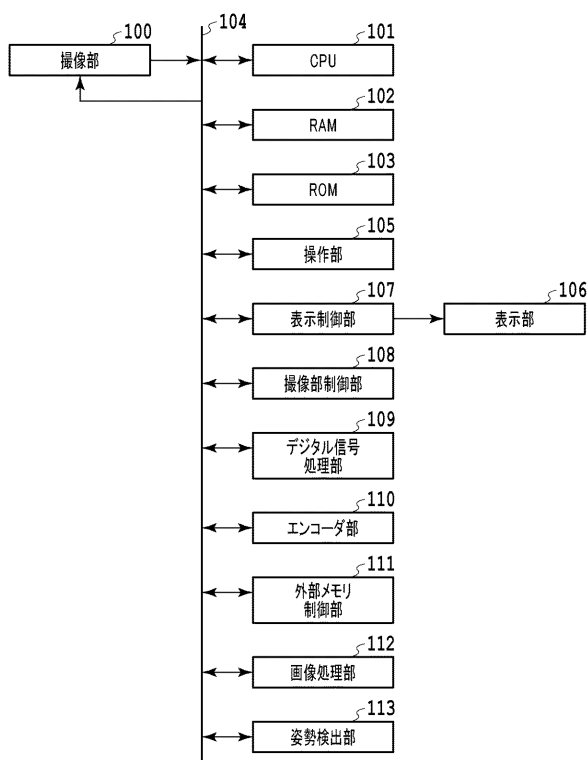 100
撮像部
104
101
CPU
102
RAM
103
ROM
105
操作部
107
表示制御部
106
表示部
108
撮像部制御部
109
デジタル信号
処理部
110
エンコーダ部
111
外部メモリ
制御部
112
画像処理部
113
姿勢検出部